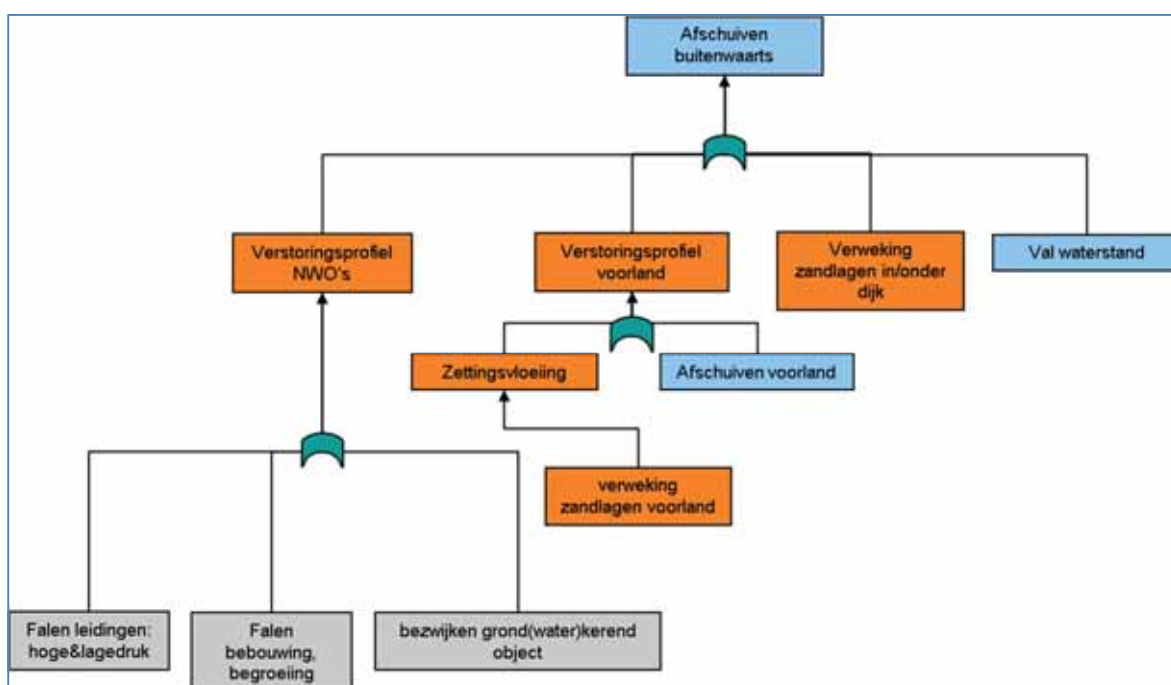 Afschuiven
buitenwaarts
Verstoringsprofiel
NWO's
Verstoringsprofiel
voorland
Verweking
zandlagen in/onder
dijk
Val waterstand
Zettingsvloeiing
Afschuiven voorland
verweking
zandlagen voorland
Falen leidingen:
hoge&lagedruk
Falen
bebouwing,
begroeiing
bezwijken grond(water)kerend
object